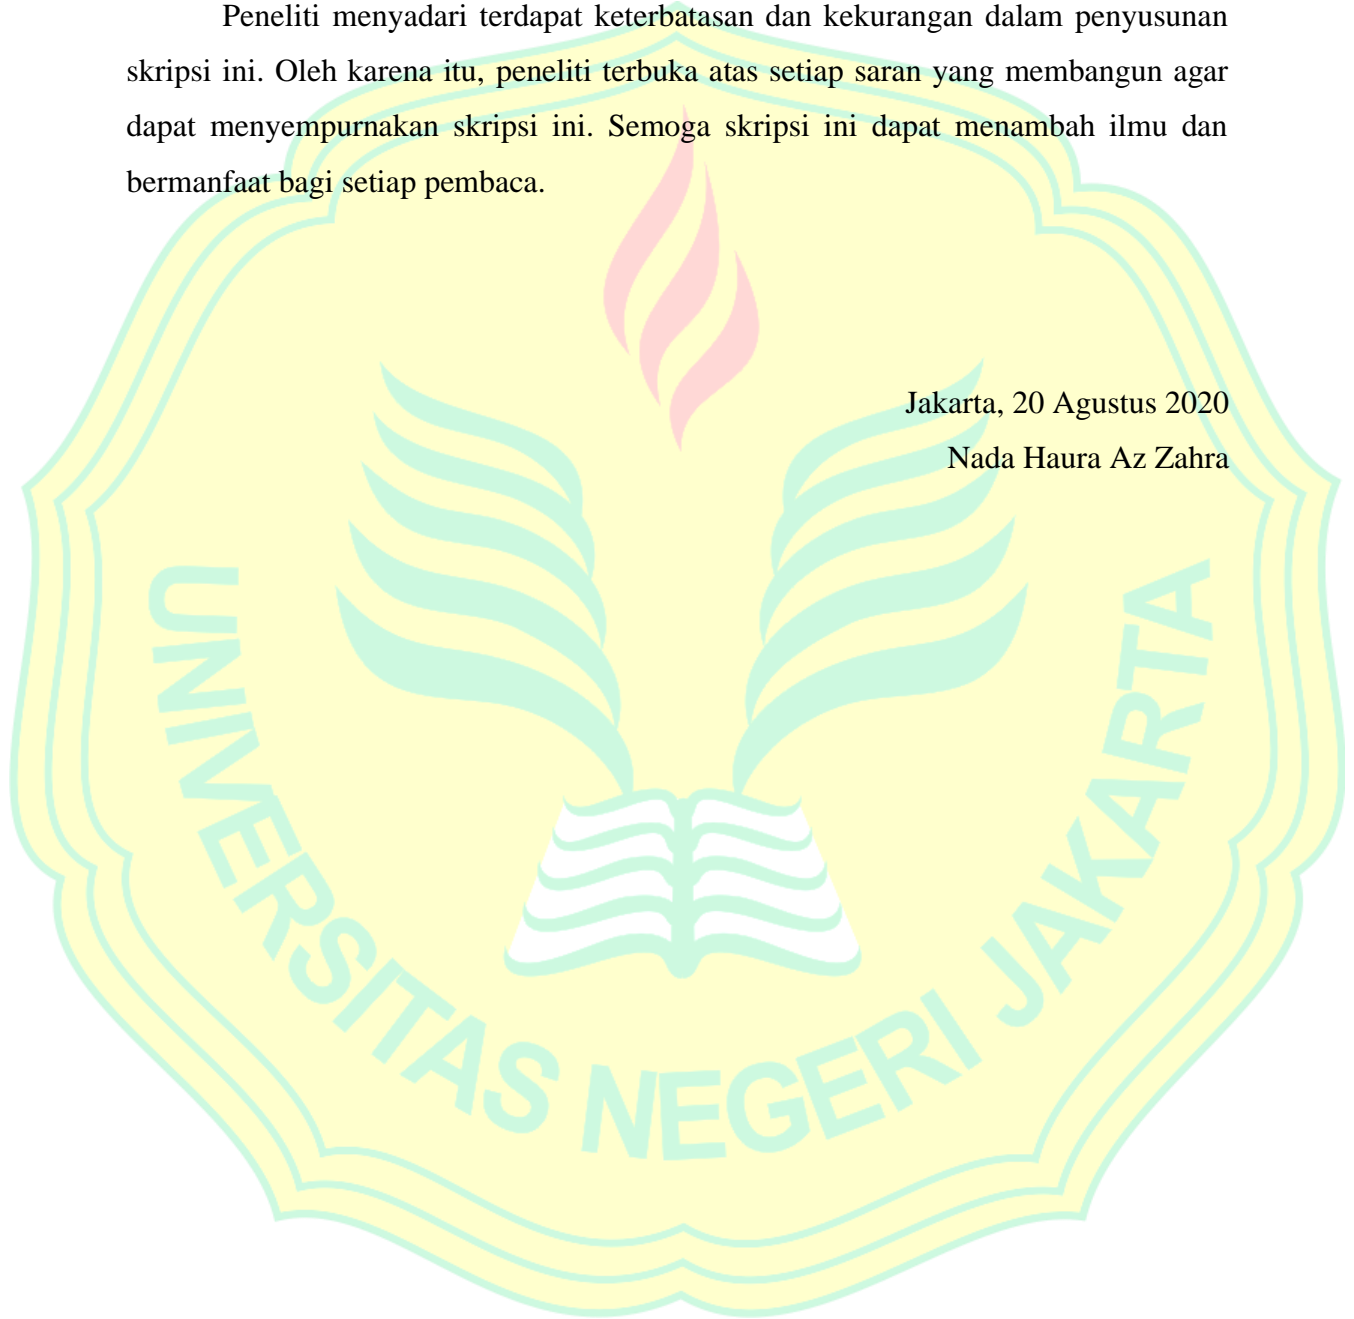 Peneliti menyadari terdapat keterbatasan dan kekurangan dalam penyusunan
skripsi ini. Oleh karena itu, peneliti terbuka atas setiap saran yang membangun agar
dapat menyempurnakan skripsi ini. Semoga skripsi ini dapat menambah ilmu dan
bermanfaat bagi setiap pembaca.
Jakarta, 20 Agustus 2020
Nada Haura Az Zahra
UNIVERSITAS NEGERI JAKARTA